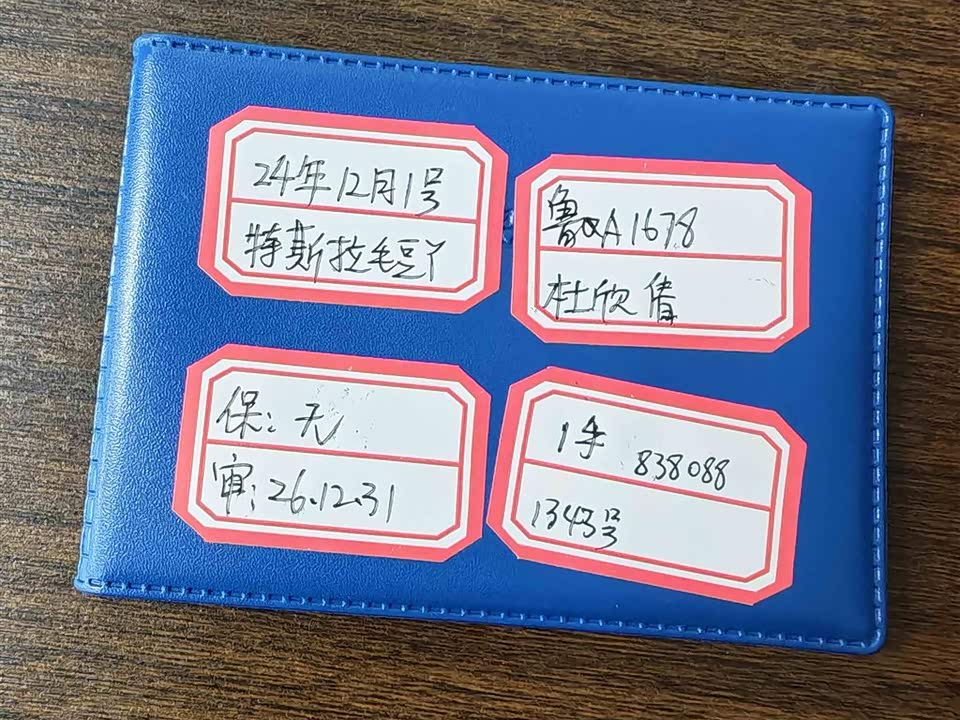 24年12月1号
特斯拉毛豆丫
鲁QA1678
杜欣倩
保:无
审:26.12.31
1手 838088
1343号